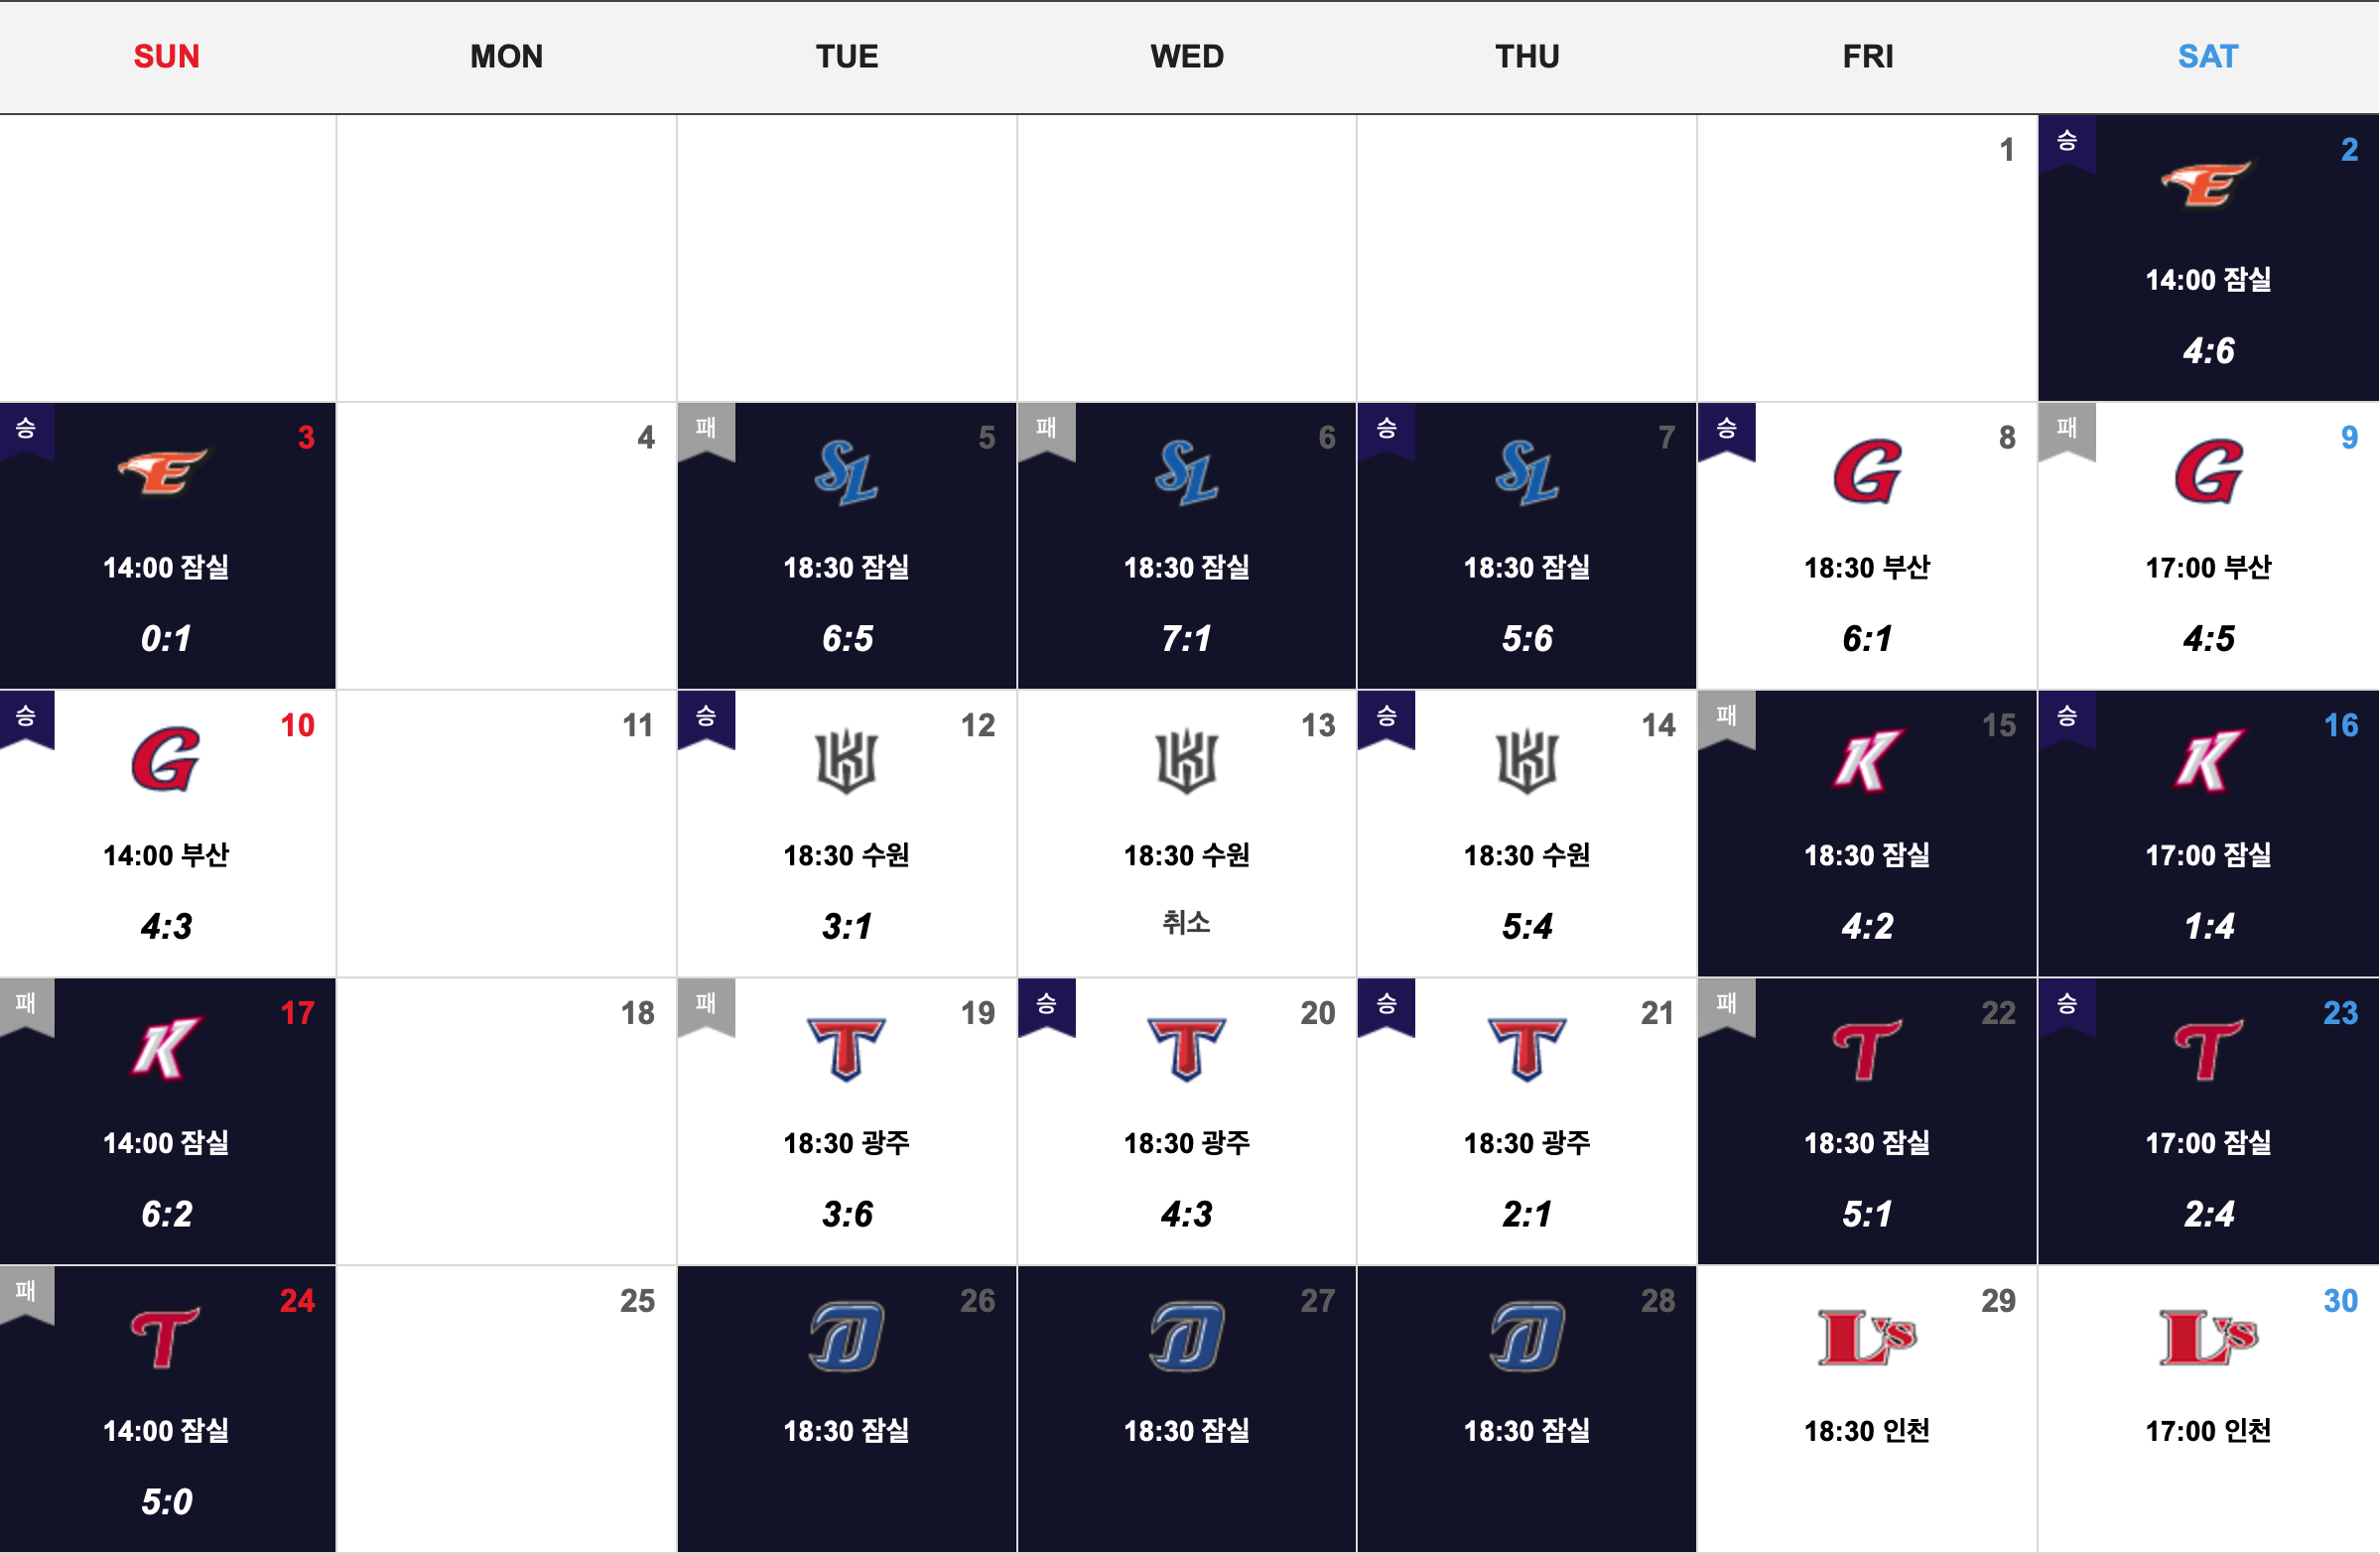 SUN MON TUE WED THU FRI SAT
1
승 2
E
14:00 잠실
4:6
승 3
E
14:00 잠실
0:1
4
패 5
SL
18:30 잠실
6:5
패 6
SL
18:30 잠실
7:1
승 7
SL
18:30 잠실
5:6
승 8
G
18:30 부산
6:1
패 9
G
17:00 부산
4:5
승 10
G
14:00 부산
4:3
11
승 12
K
18:30 수원
3:1
13
K
18:30 수원
취소
승 14
K
18:30 수원
5:4
패 15
K
18:30 잠실
4:2
승 16
K
17:00 잠실
1:4
패 17
K
14:00 잠실
6:2
18
패 19
T
18:30 광주
3:6
승 20
T
18:30 광주
4:3
승 21
T
18:30 광주
2:1
패 22
T
18:30 잠실
5:1
승 23
T
17:00 잠실
2:4
패 24
T
14:00 잠실
5:0
25
26
D
18:30 잠실
27
D
18:30 잠실
28
D
18:30 잠실
29
L's
18:30 인천
30
L's
17:00 인천